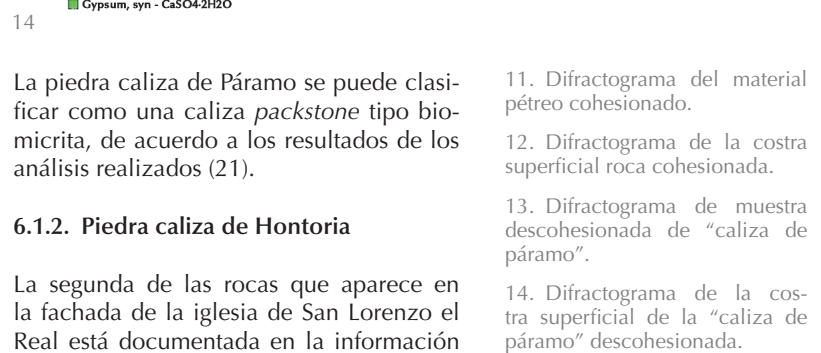 Gypsum, syn - CaSO4·2H2O
14
La piedra caliza de Páramo se puede clasi-
ficar como una caliza packstone tipo bio-
micrita, de acuerdo a los resultados de los
análisis realizados (21).
6.1.2. Piedra caliza de Hontoria
La segunda de las rocas que aparece en
la fachada de la iglesia de San Lorenzo el
Real está documentada en la información
11. Difractograma del material
pétreo cohesionado.
12. Difractograma de la costra
superficial roca cohesionada.
13. Difractograma de muestra
descohesionada de “caliza de
páramo”.
14. Difractograma de la cos-
tra superficial de la “caliza de
páramo” descohesionada.